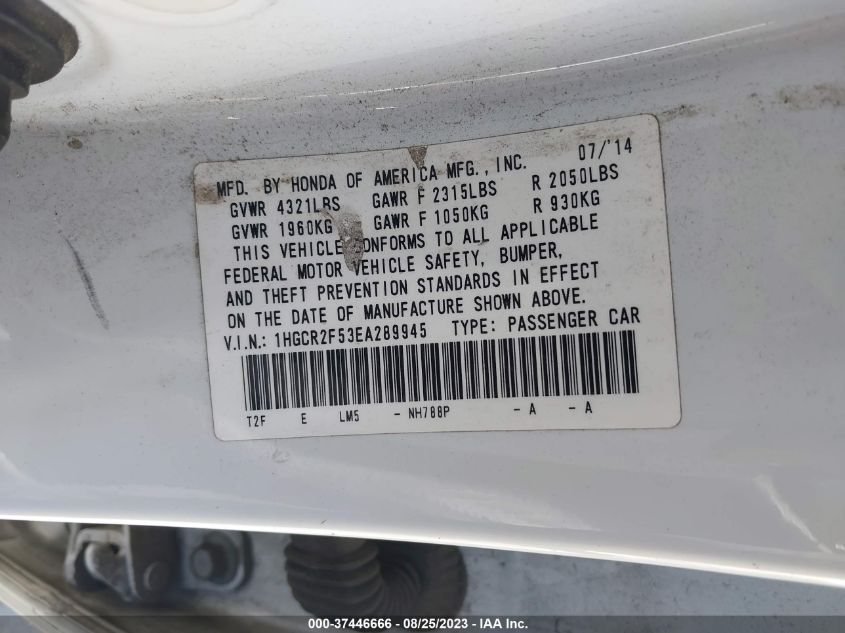 MFD. BY HONDA OF AMERICA MFG., INC. 07/'14
GVWR 4321LBS GAWR F 2315LBS R 2050LBS
GVWR 1960KG GAWR F 1050KG R 930KG
THIS VEHICLE CONFORMS TO ALL APPLICABLE
FEDERAL MOTOR VEHICLE SAFETY, BUMPER,
AND THEFT PREVENTION STANDARDS IN EFFECT
ON THE DATE OF MANUFACTURE SHOWN ABOVE.
V.I.N.: 1HGCR2F53EA289945 TYPE: PASSENGER CAR
T2F E LM5 - NH788P - A - A
000-37446666 - 08/25/2023 - IAA Inc.